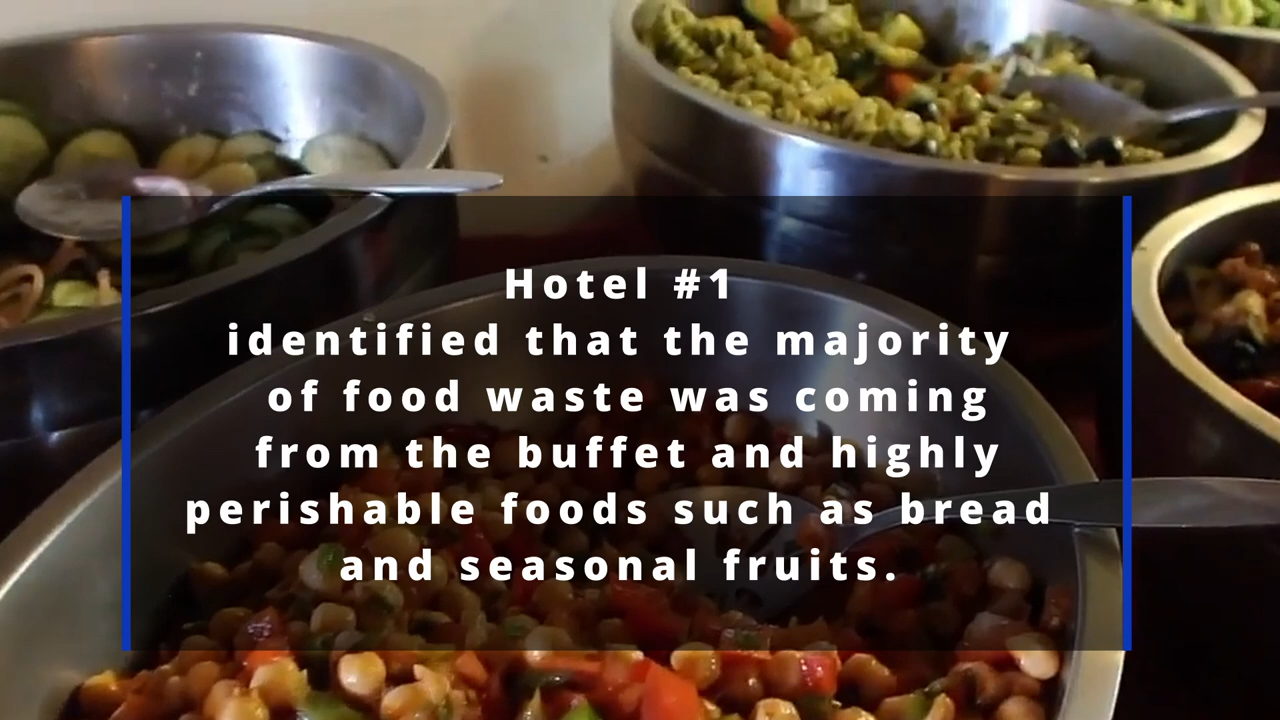 Hotel #1
identified that the majority
of food waste was coming
from the buffet and highly
perishable foods such as bread
and seasonal fruits.